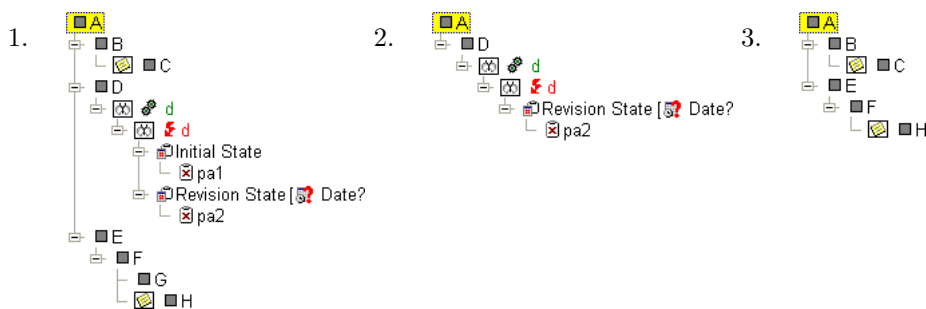 1.
A
B
C
D
d
d
Initial State
pa1
Revision State [ Date?
pa2
E
F
G
H
2.
A
D
d
d
Revision State [ Date?
pa2
3.
A
B
C
E
F
H